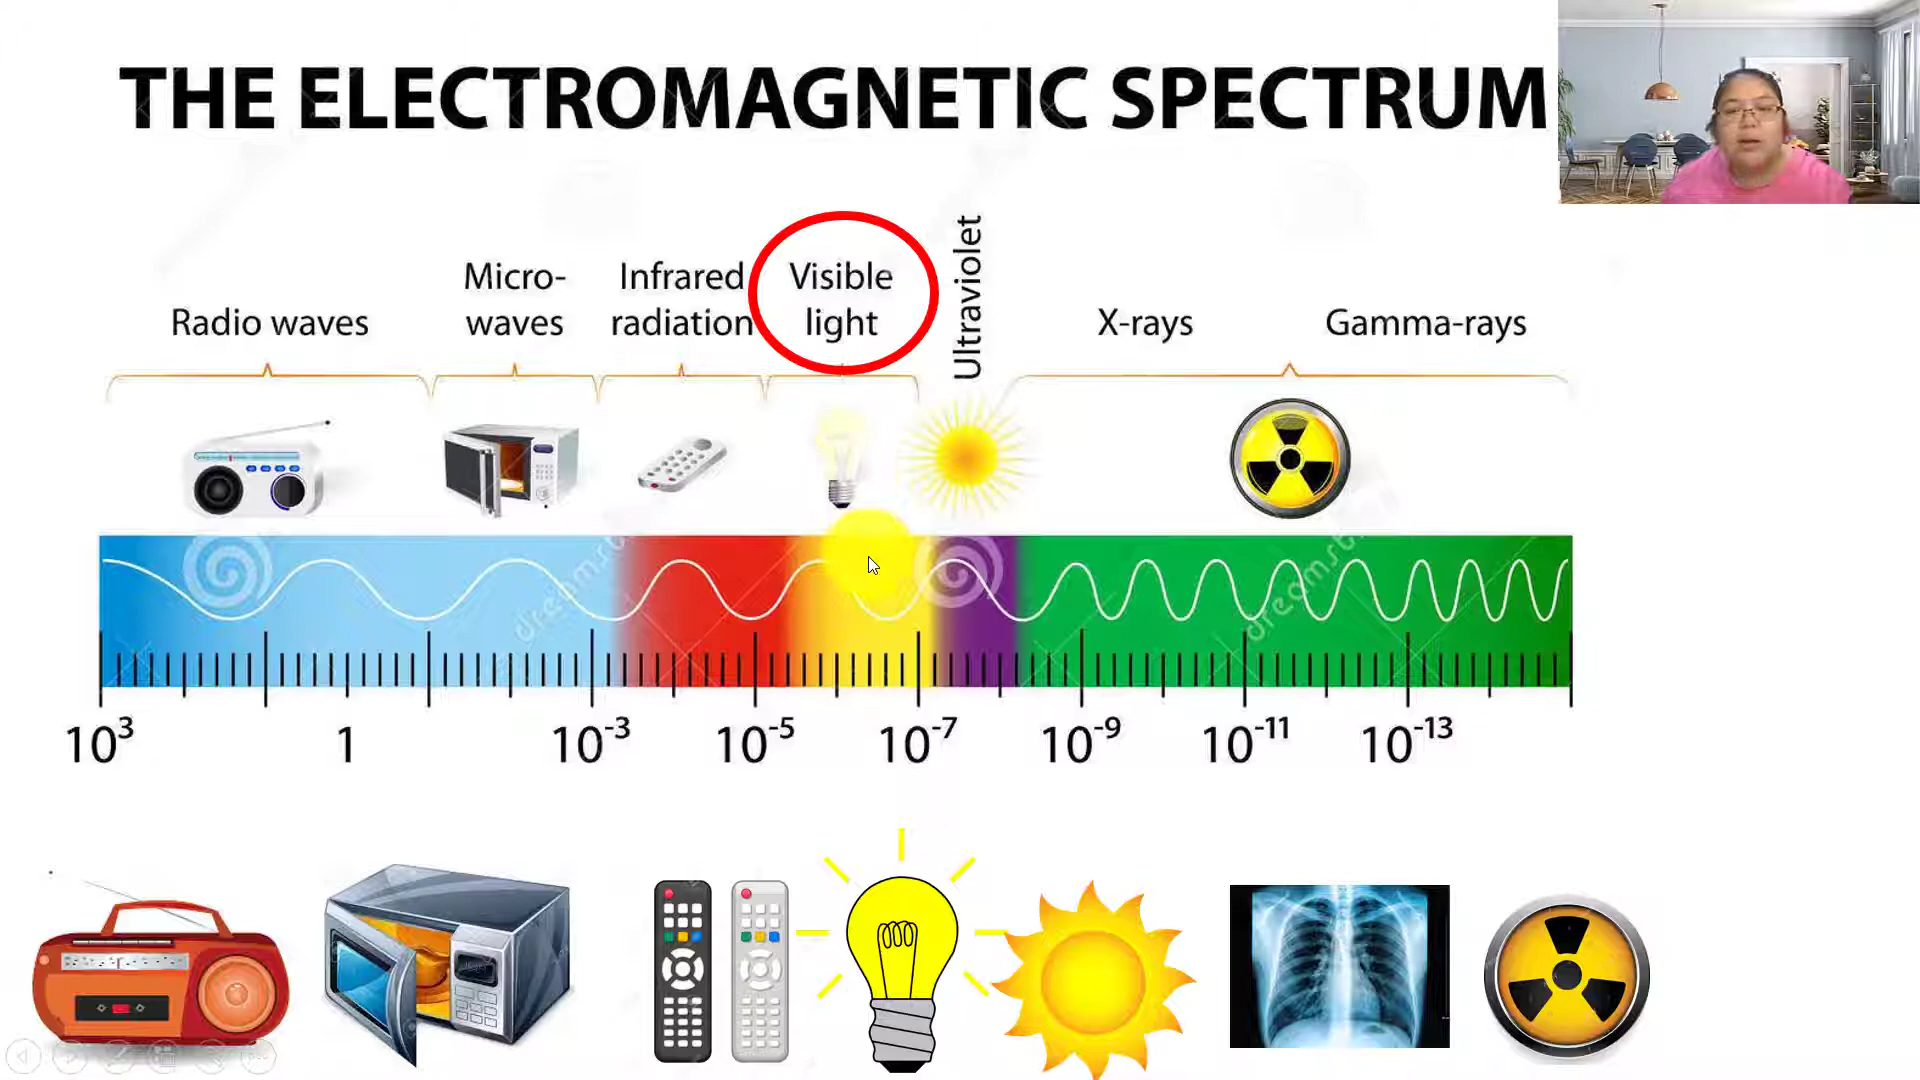 THE ELECTROMAGNETIC SPECTRUM
Radio waves
Micro-
waves
Infrared
radiation
Visible
light
Ultraviolet
X-rays
Gamma-rays
dreamstime
10³ 1 10⁻³ 10⁻⁵ 10⁻⁷ 10⁻⁹ 10⁻¹¹ 10⁻¹³